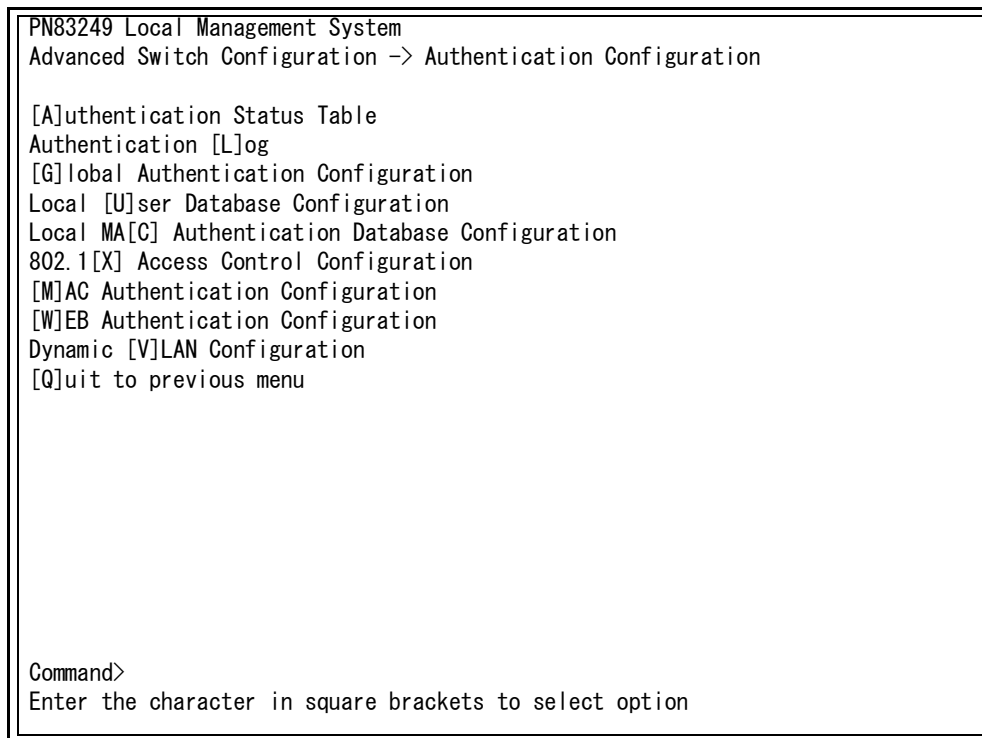 PN83249 Local Management System
Advanced Switch Configuration -> Authentication Configuration
[A]uthentication Status Table
Authentication [L]og
[G]lobal Authentication Configuration
Local [U]ser Database Configuration
Local MA[C] Authentication Database Configuration
802.1[X] Access Control Configuration
[M]AC Authentication Configuration
[W]EB Authentication Configuration
Dynamic [V]LAN Configuration
[Q]uit to previous menu
Command>
Enter the character in square brackets to select option